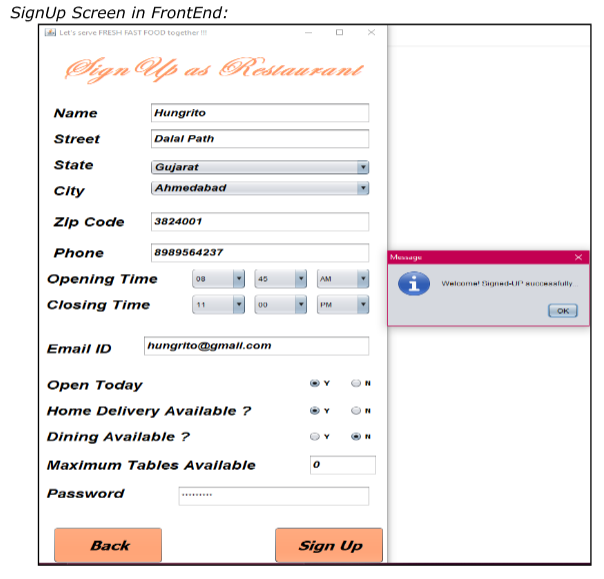 SignUp Screen in FrontEnd:
Let's serve FRESH FAST FOOD together !!!
Sign Up as Restaurant
Name Hungrito
Street Dalal Path
State Gujarat
City Ahmedabad
Zip Code 3824001
Phone 8989564237
Message
Opening Time 08 45 AM
Welcome! Signed-UP successfully..
Closing Time 11 00 PM
OK
Email ID hungrito@gmail.com
Open Today Y N
Home Delivery Available ? Y N
Dining Available ? Y N
Maximum Tables Available 0
Password .........
Back Sign Up